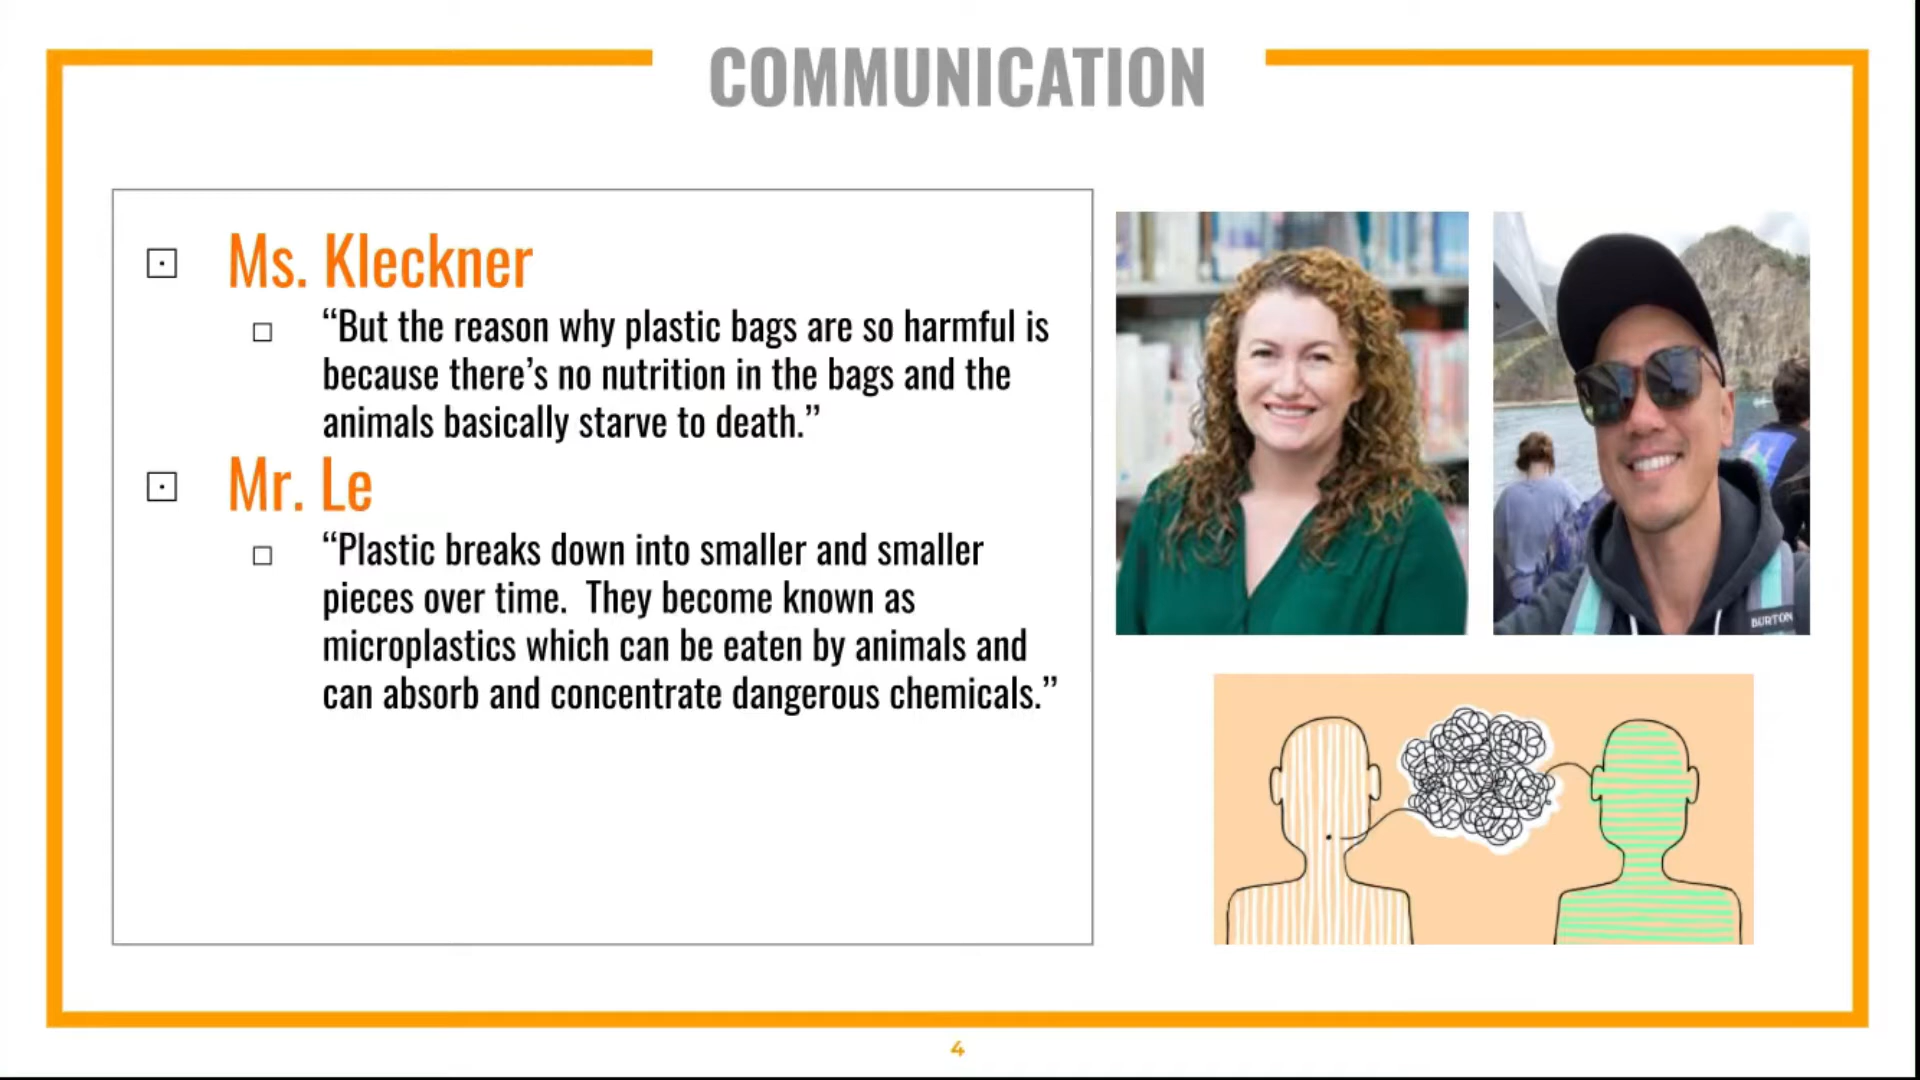 COMMUNICATION
Ms. Kleckner
“But the reason why plastic bags are so harmful is
because there’s no nutrition in the bags and the
animals basically starve to death.”
Mr. Le
“Plastic breaks down into smaller and smaller
pieces over time.  They become known as
microplastics which can be eaten by animals and
can absorb and concentrate dangerous chemicals.”
BURTON
4